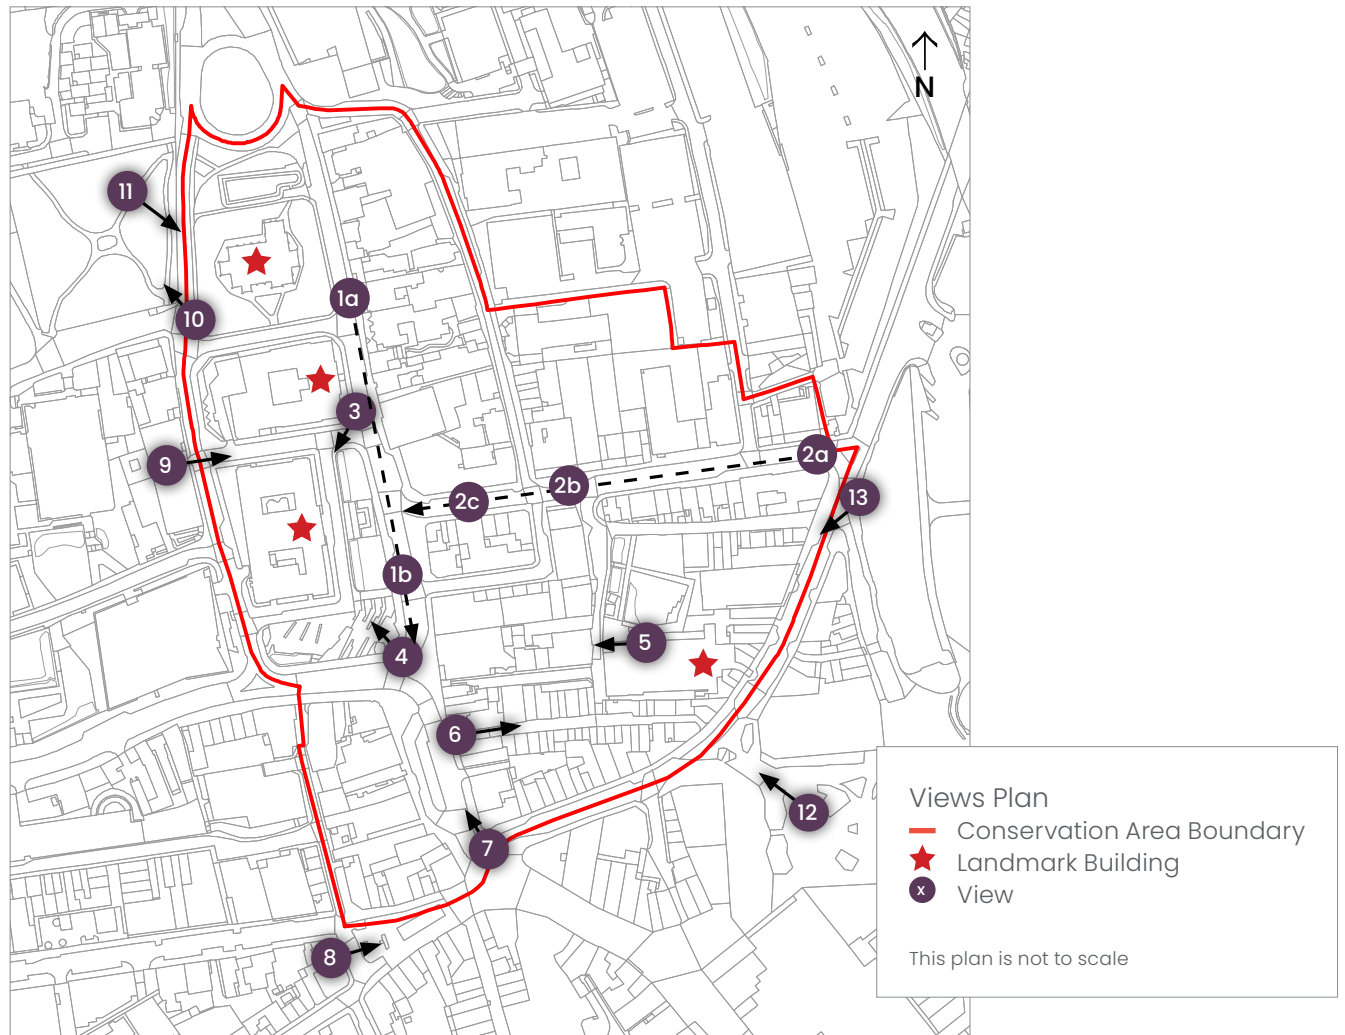 N
11
1a
10
3
9
2a
2b
2c
13
1b
4
5
6
7
12
8
Views Plan
Conservation Area Boundary
Landmark Building
x
View
This plan is not to scale